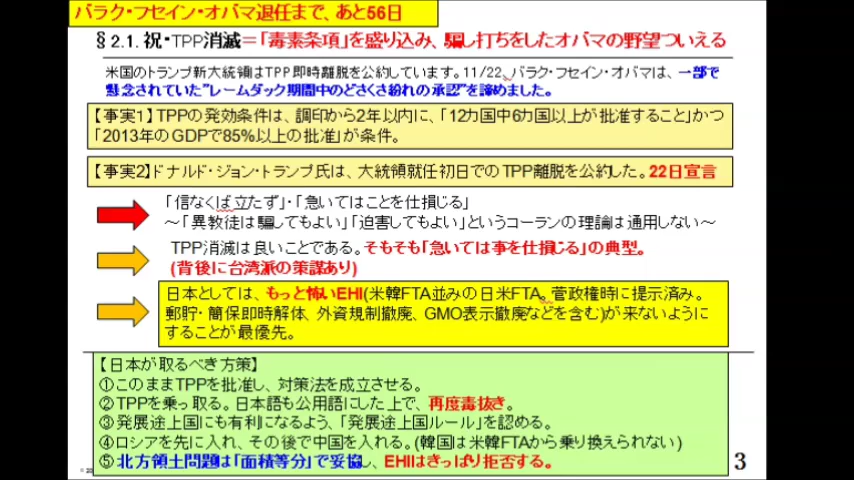 バラク・フセイン・オバマ退任まで、あと56日
§2.1. 祝・TPP消滅＝「毒素条項」を盛り込み、騙し打ちをしたオバマの野望ついえる
米国のトランプ新大統領はTPP即時離脱を公約しています。11/22、バラク・フセイン・オバマは、一部で
懸念されていた"レームダック期間中のどさくさ紛れの承認"を諦めました。
【事実1】TPPの発効条件は、調印から2年以内に、「12カ国中6カ国以上が批准すること」かつ
「2013年のGDPで85%以上の批准」が条件。
【事実2】ドナルド・ジョン・トランプ氏は、大統領就任初日でのTPP離脱を公約した。22日宣言
「信なくば立たず」・「急いてはことを仕損じる」
～「異教徒は騙してもよい」「迫害してもよい」というコーランの理論は通用しない～
TPP消滅は良いことである。そもそも「急いては事を仕損じる」の典型。
(背後に台湾派の策謀あり)
日本としては、もっと怖いEHI(米韓FTA並みの日米FTA。菅政権時に提示済み。
郵貯・簡保即時解体、外資規制撤廃、GMO表示撤廃などを含む)が来ないように
することが最優先。
【日本が取るべき方策】
①このままTPPを批准し、対策法を成立させる。
②TPPを乗っ取る。日本語も公用語にした上で、再度毒抜き。
③発展途上国にも有利になるよう、「発展途上国ルール」を認める。
④ロシアを先に入れ、その後で中国を入れる。(韓国は米韓FTAから乗り換えられない)
⑤北方領土問題は「面積等分」で妥協し、EHIはきっぱり拒否する。
3